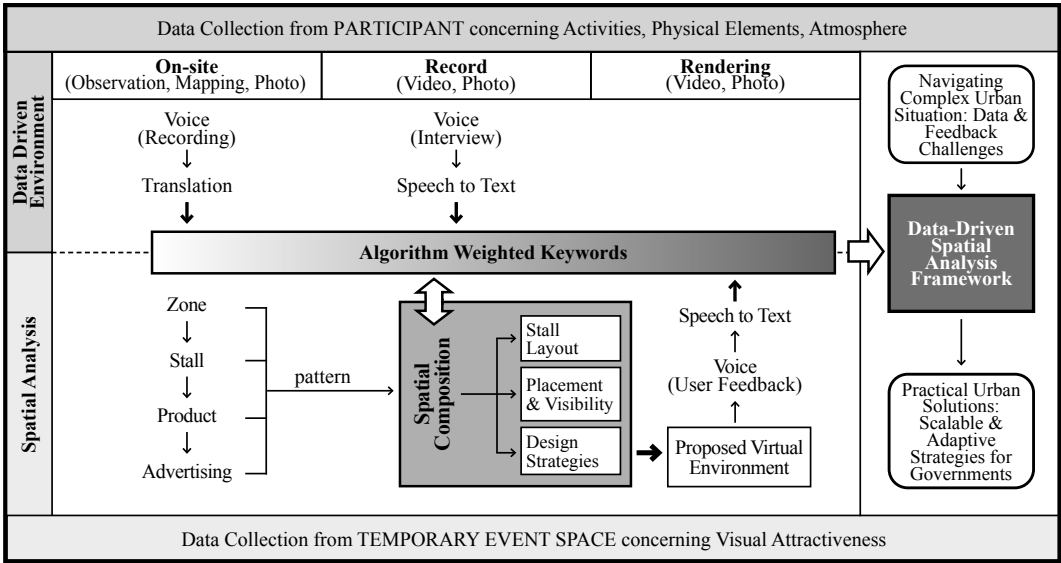 Data Collection from PARTICIPANT concerning Activities, Physical Elements, Atmosphere
Data Driven
Environment
On-site
(Observation, Mapping, Photo)
Record
(Video, Photo)
Rendering
(Video, Photo)
Voice
(Recording)
Translation
Voice
(Interview)
Speech to Text
Algorithm Weighted Keywords
Spatial Analysis
Zone
Stall
Product
Advertising
pattern
Spatial
Composition
Stall
Layout
Placement
& Visibility
Design
Strategies
Speech to Text
Voice
(User Feedback)
Proposed Virtual
Environment
Navigating
Complex Urban
Situation: Data &
Feedback
Challenges
Data-Driven
Spatial
Analysis
Framework
Practical Urban
Solutions:
Scalable &
Adaptive
Strategies for
Governments
Data Collection from TEMPORARY EVENT SPACE concerning Visual Attractiveness